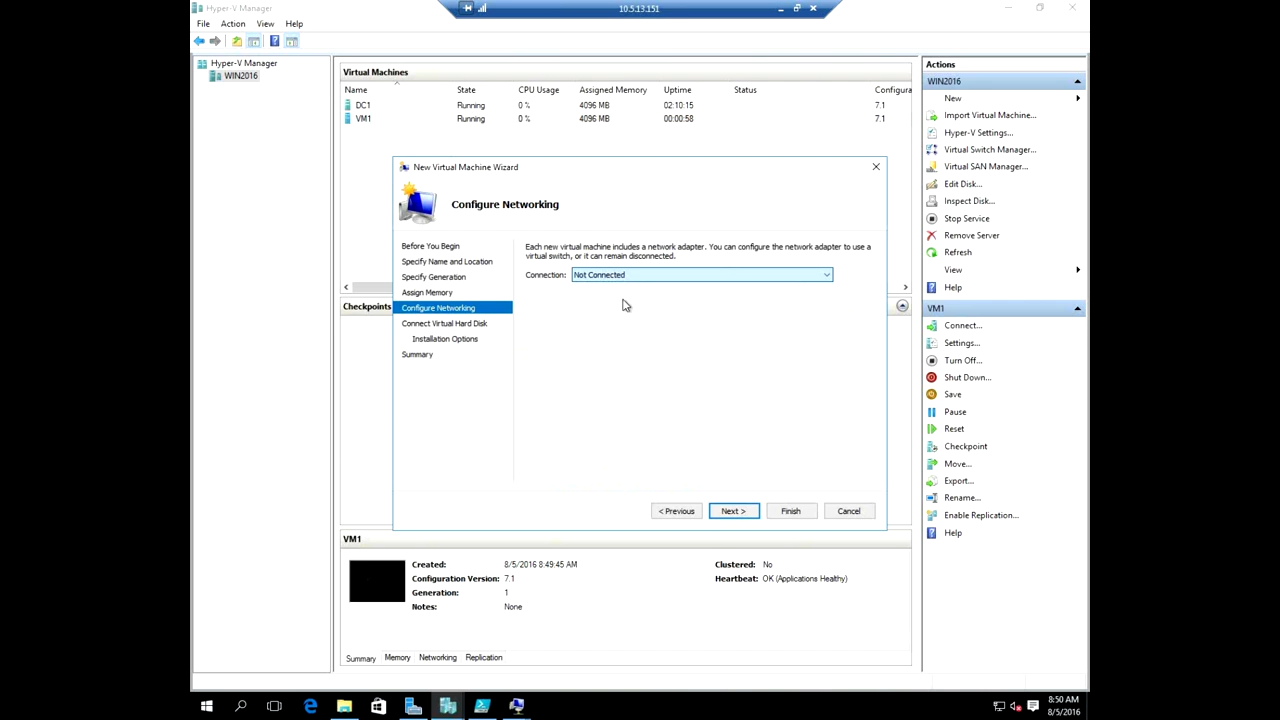 Hyper-V Manager
10.5.13.151
File Action View Help
Hyper-V Manager
WIN2016
Virtual Machines
Name State CPU Usage Assigned Memory Uptime Status Configura
DC1 Running 0 % 4096 MB 02:10:15 7.1
VM1 Running 0 % 4096 MB 00:00:58 7.1
Checkpoints
New Virtual Machine Wizard
Configure Networking
Before You Begin
Specify Name and Location
Specify Generation
Assign Memory
Configure Networking
Connect Virtual Hard Disk
Installation Options
Summary
Each new virtual machine includes a network adapter. You can configure the network adapter to use a
virtual switch, or it can remain disconnected.
Connection: Not Connected
< Previous Next > Finish Cancel
VM1
Created: 8/5/2016 8:49:45 AM Clustered: No
Configuration Version: 7.1 Heartbeat: OK (Applications Healthy)
Generation: 1
Notes: None
Summary Memory Networking Replication
Actions
WIN2016
New
Import Virtual Machine...
Hyper-V Settings...
Virtual Switch Manager...
Virtual SAN Manager...
Edit Disk...
Inspect Disk...
Stop Service
Remove Server
Refresh
View
Help
VM1
Connect...
Settings...
Turn Off...
Shut Down...
Save
Pause
Reset
Checkpoint
Move...
Export...
Rename...
Enable Replication...
Help
8:50 AM
8/5/2016